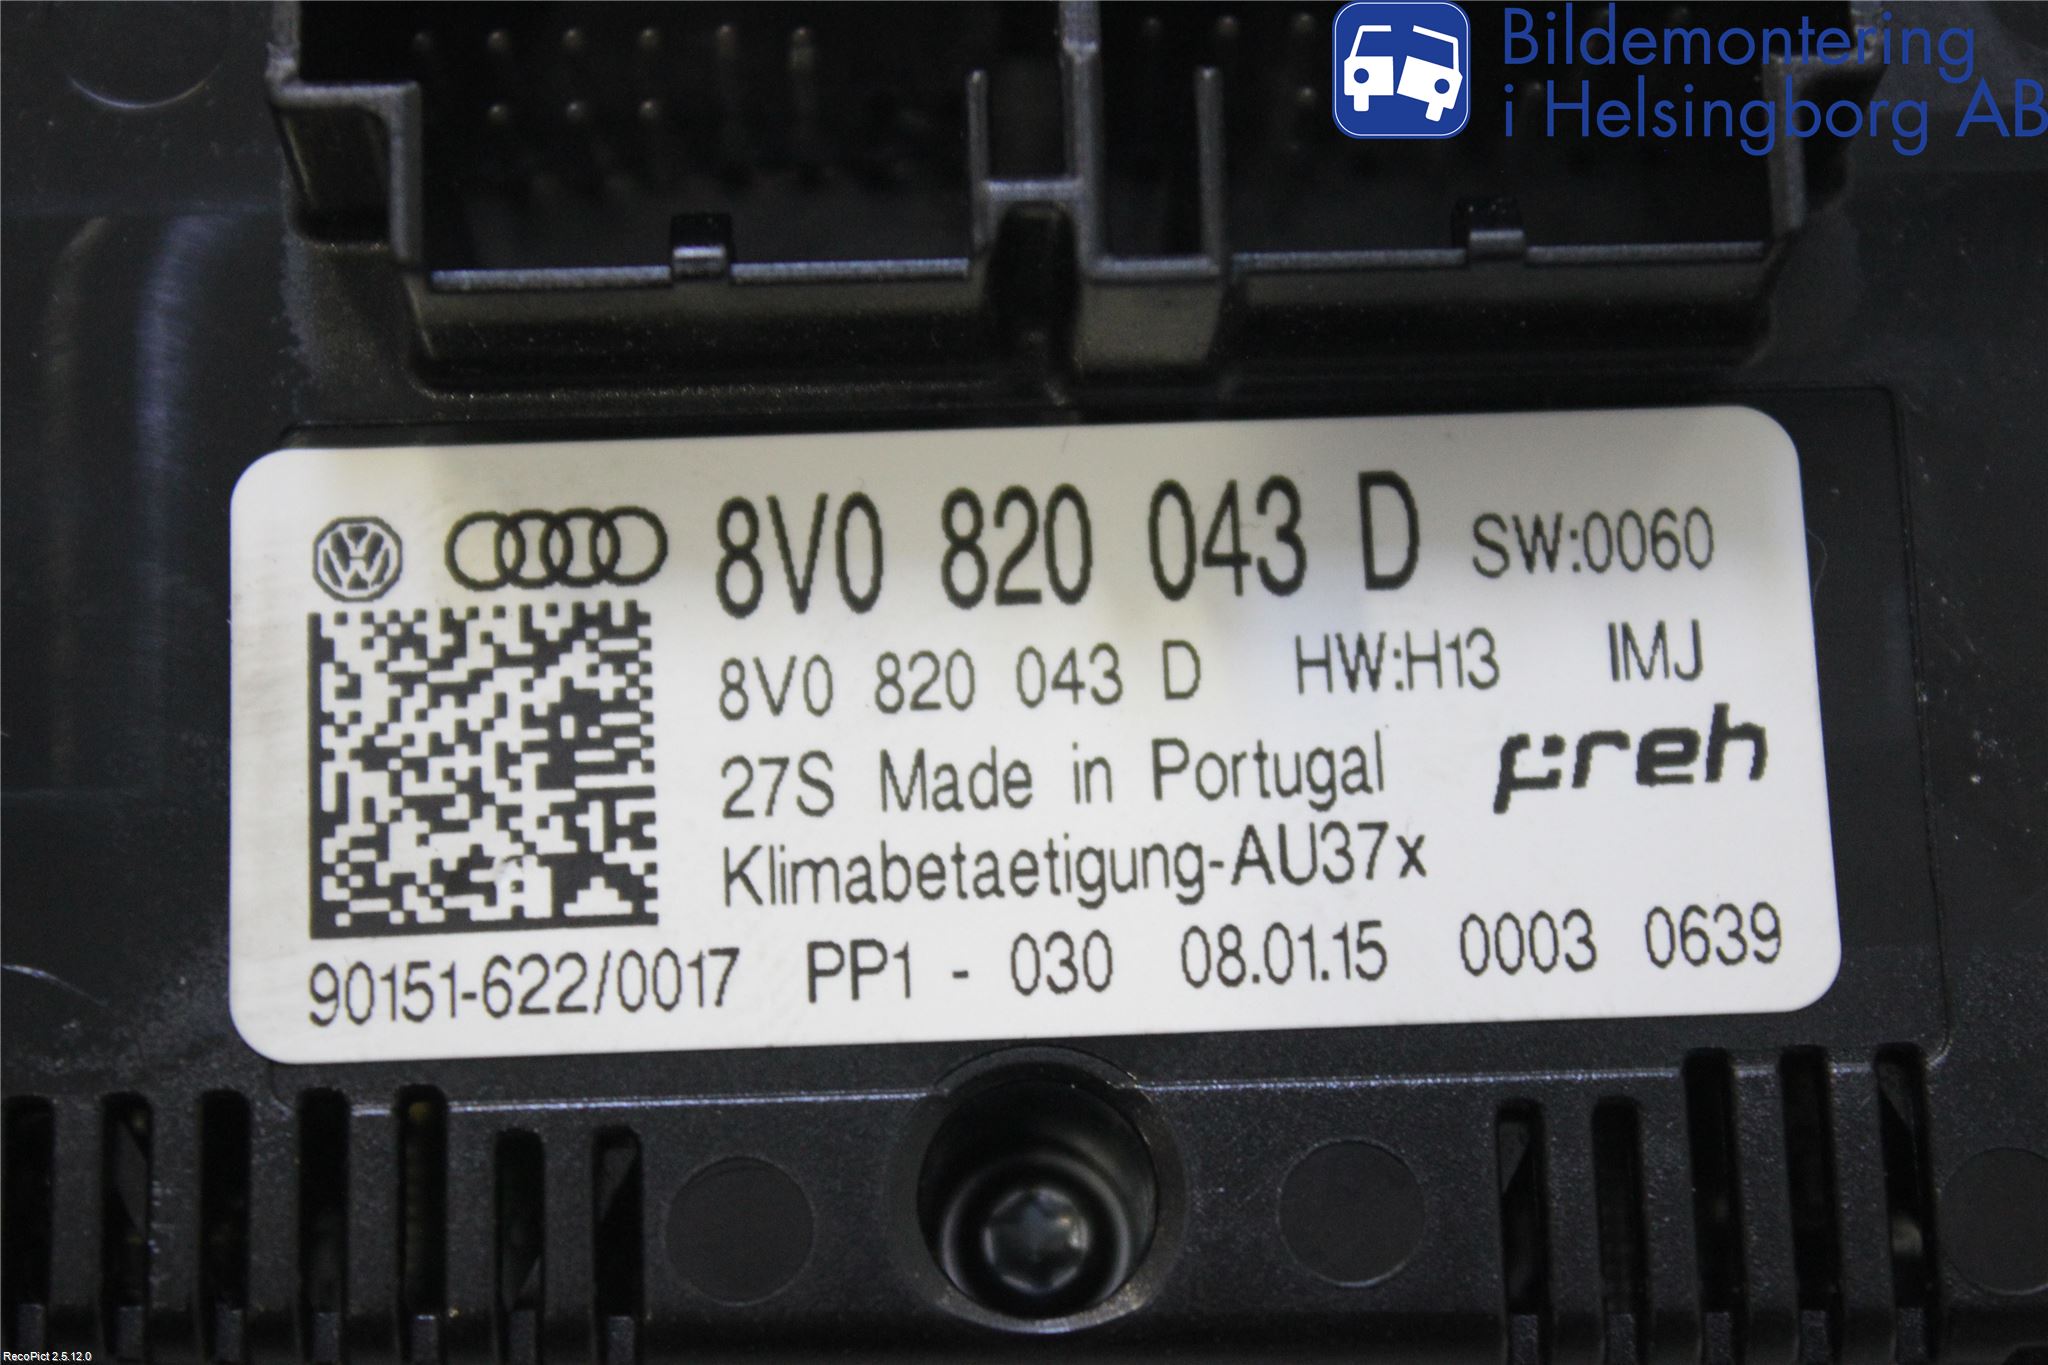 Bildemontering
i Helsingborg AB
8V0 820 043 D SW:0060
8V0 820 043 D HW:H13 IMJ
27S Made in Portugal preh
Klimabetaetigung-AU37x
90151-622/0017 PP1 - 030 08.01.15 0003 0639
RecoPict 2.5.12.0